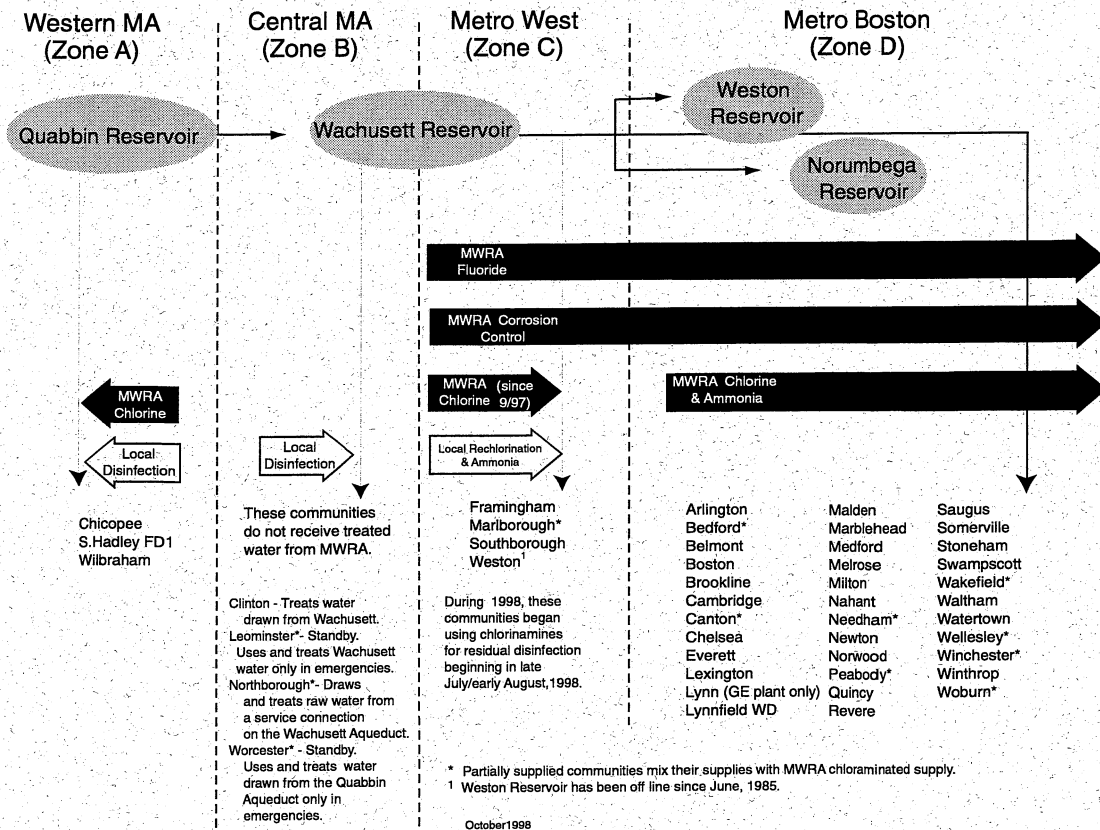 Western MA
(Zone A)
Central MA
(Zone B)
Metro West
(Zone C)
Metro Boston
(Zone D)
Quabbin Reservoir
Wachusett Reservoir
Weston
Reservoir
Norumbega
Reservoir
MWRA
Fluoride
MWRA Corrosion
Control
MWRA
Chlorine
MWRA (since
Chlorine 9/97)
MWRA Chlorine
& Ammonia
Local
Disinfection
Local
Disinfection
Local Rechlorination
& Ammonia
Chicopee
S.Hadley FD1
Wilbraham
These communities
do not receive treated
water from MWRA.
Clinton - Treats water
drawn from Wachusett.
Leominster*- Standby.
Uses and treats Wachusett
water only in emergencies.
Northborough*- Draws
and treats raw water from
a service connection
on the Wachusett Aqueduct.
Worcester* - Standby.
Uses and treats water
drawn from the Quabbin
Aqueduct only in
emergencies.
Framingham
Marlborough*
Southborough
Weston¹
During 1998, these
communities began
using chlorinamines
for residual disinfection
beginning in late
July/early August,1998.
Arlington
Bedford*
Belmont
Boston
Brookline
Cambridge
Canton*
Chelsea
Everett
Lexington
Lynn (GE plant only)
Lynnfield WD
Malden
Marblehead
Medford
Melrose
Milton
Nahant
Needham*
Newton
Norwood
Peabody*
Quincy
Revere
Saugus
Somerville
Stoneham
Swampscott
Wakefield*
Waltham
Watertown
Wellesley*
Winchester*
Winthrop
Woburn*
* Partially supplied communities mix their supplies with MWRA chloraminated supply.
¹ Weston Reservoir has been off line since June, 1985.
October1998